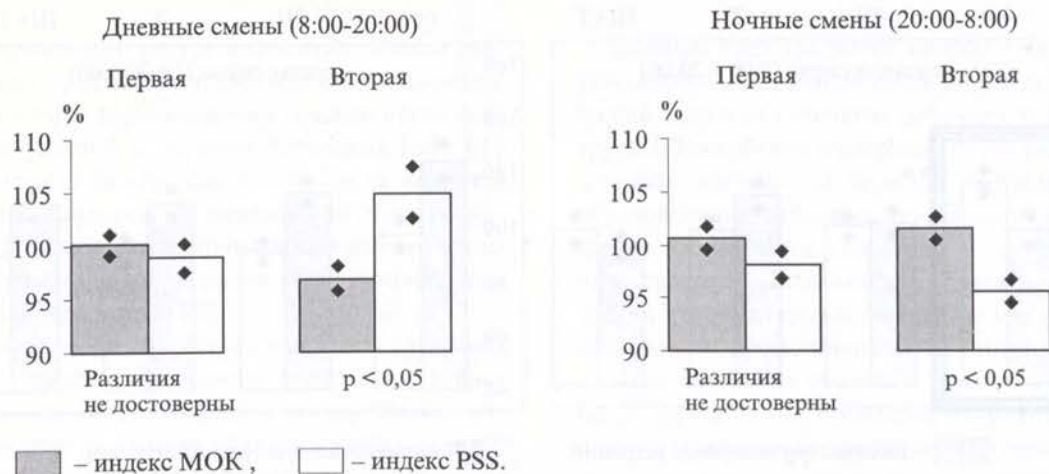 Дневные смены (8:00-20:00)
Первая Вторая
%
110
105
100
95
90
Различия
не достоверны
p < 0,05
Ночные смены (20:00-8:00)
Первая Вторая
%
110
105
100
95
90
Различия
не достоверны
p < 0,05
– индекс МОК , – индекс PSS.